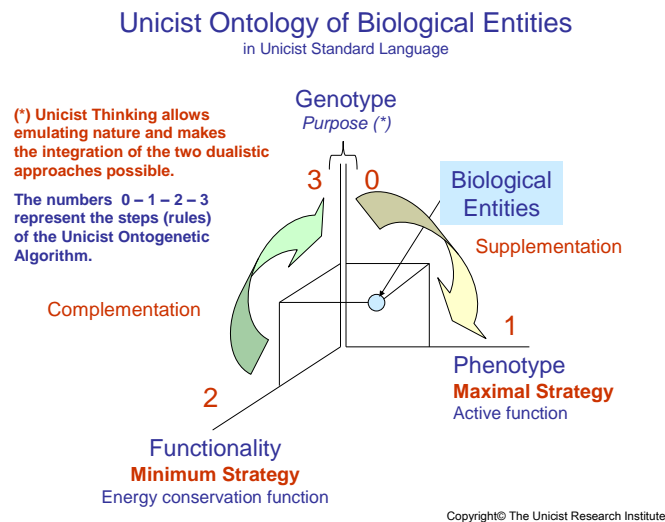 Unicist Ontology of Biological Entities
in Unicist Standard Language
Genotype
Purpose (*)
(*) Unicist Thinking allows
emulating nature and makes
the integration of the two dualistic
approaches possible.
The numbers 0 – 1 – 2 – 3
represent the steps (rules)
of the Unicist Ontogenetic
Algorithm.
3
0
Biological
Entities
Supplementation
Complementation
1
2
Phenotype
Maximal Strategy
Active function
Functionality
Minimum Strategy
Energy conservation function
Copyright© The Unicist Research Institute